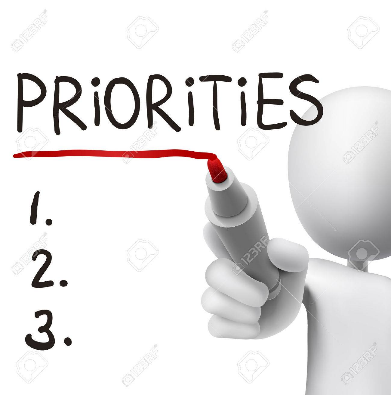 PRiORiTiES
1.
2.
3.